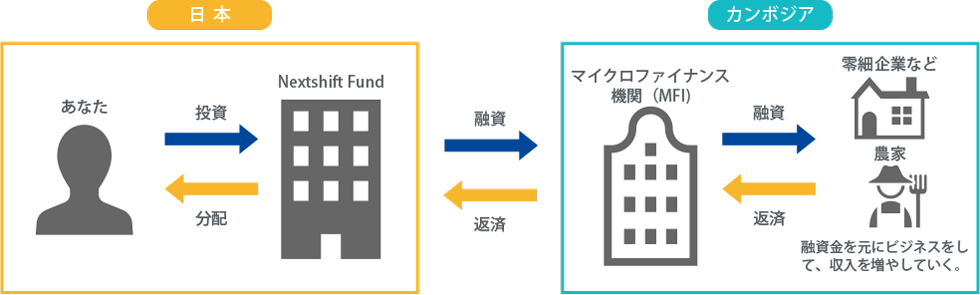 日本
カンボジア
あなた
投資
分配
Nextshift Fund
融資
返済
マイクロファイナンス
機関（MFI)
融資
返済
零細企業など
農家
融資金を元にビジネスをし
て、収入を増やしていく。